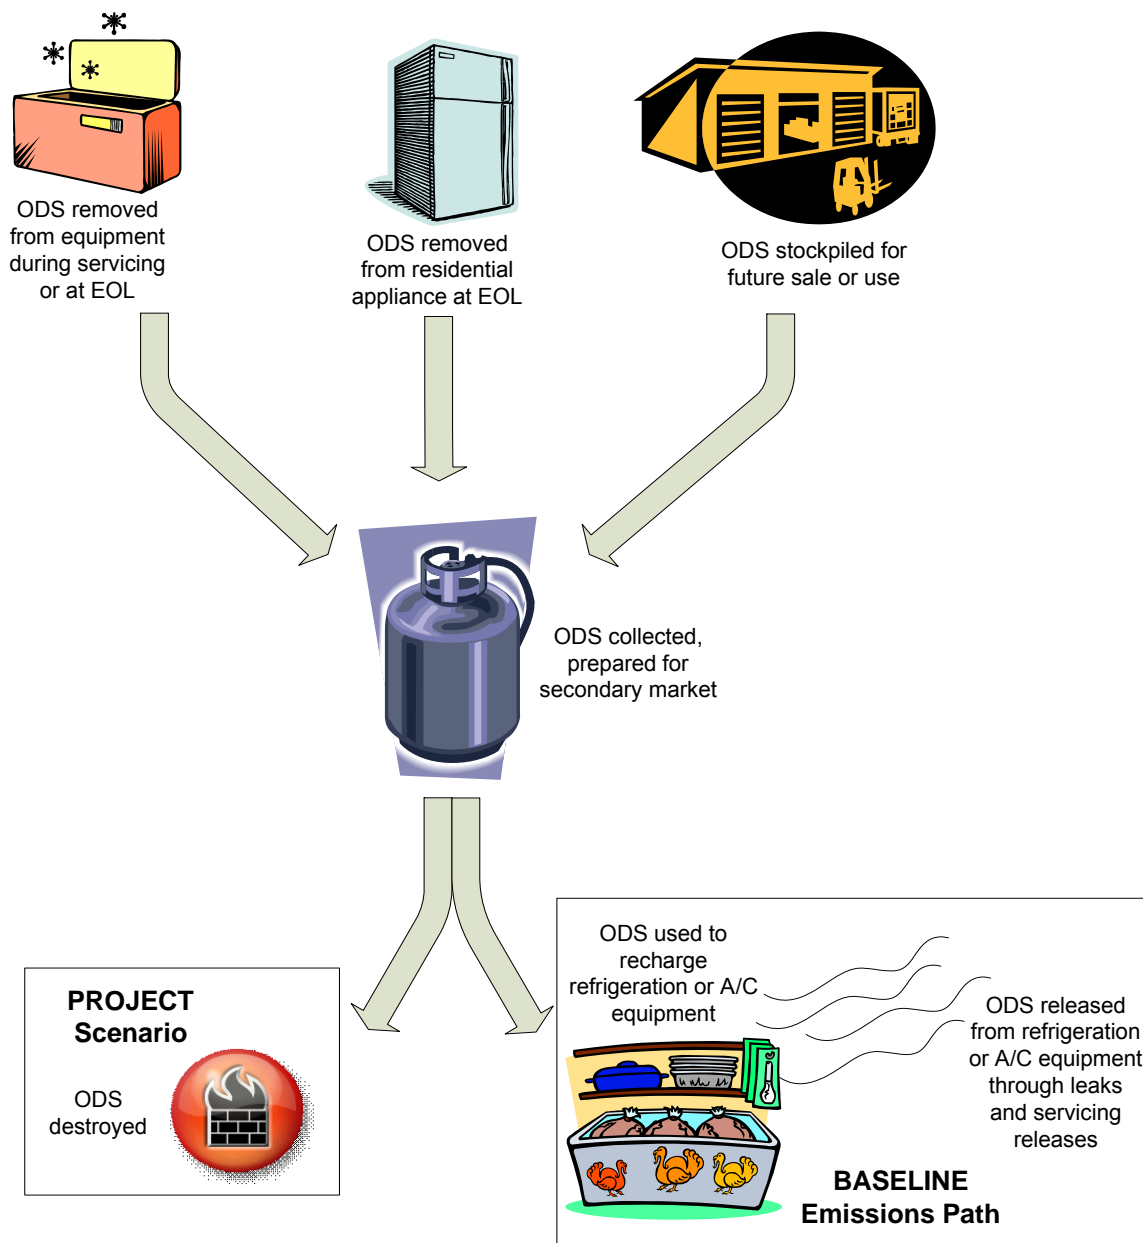 ODS removed
from equipment
during servicing
or at EOL
ODS removed
from residential
appliance at EOL
ODS stockpiled for
future sale or use
ODS collected,
prepared for
secondary market
PROJECT
Scenario
ODS
destroyed
ODS used to
recharge
refrigeration or A/C
equipment
ODS released
from refrigeration
or A/C equipment
through leaks
and servicing
releases
BASELINE
Emissions Path